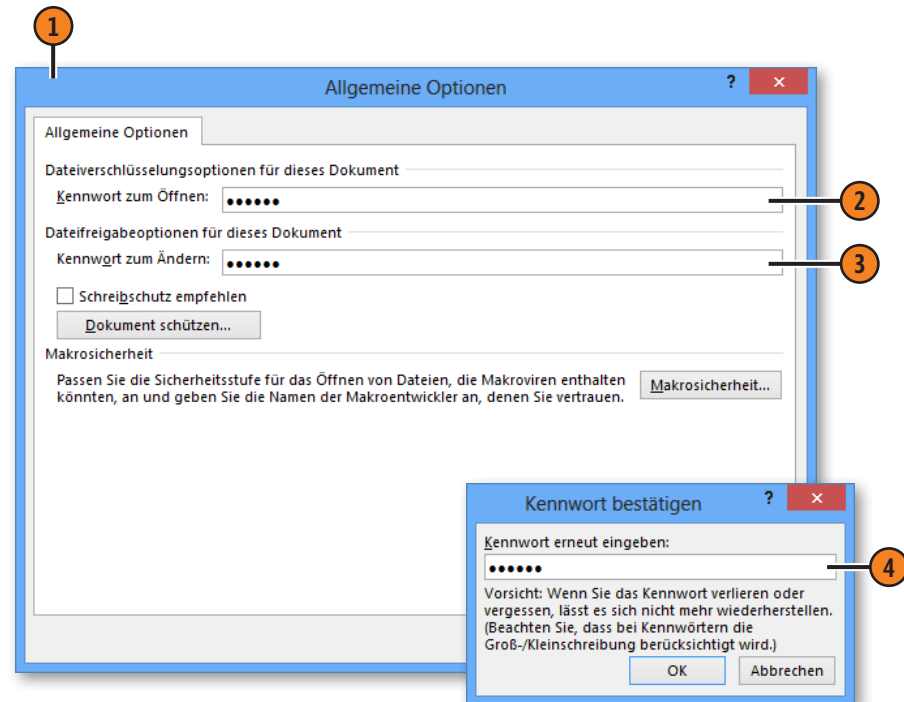 1
Allgemeine Optionen
?
Allgemeine Optionen
Dateiverschlüsselungsoptionen für dieses Dokument
Kennwort zum Öffnen: ●●●●●●
2
Dateifreigabeoptionen für dieses Dokument
Kennwort zum Ändern: ●●●●●●
3
Schreibschutz empfehlen
Dokument schützen...
Makrosicherheit
Passen Sie die Sicherheitsstufe für das Öffnen von Dateien, die Makroviren enthalten
könnten, an und geben Sie die Namen der Makroentwickler an, denen Sie vertrauen.
Makrosicherheit...
Kennwort bestätigen
?
Kennwort erneut eingeben:
●●●●●●
4
Vorsicht: Wenn Sie das Kennwort verlieren oder
vergessen, lässt es sich nicht mehr wiederherstellen.
(Beachten Sie, dass bei Kennwörtern die
Groß-/Kleinschreibung berücksichtigt wird.)
OK
Abbrechen